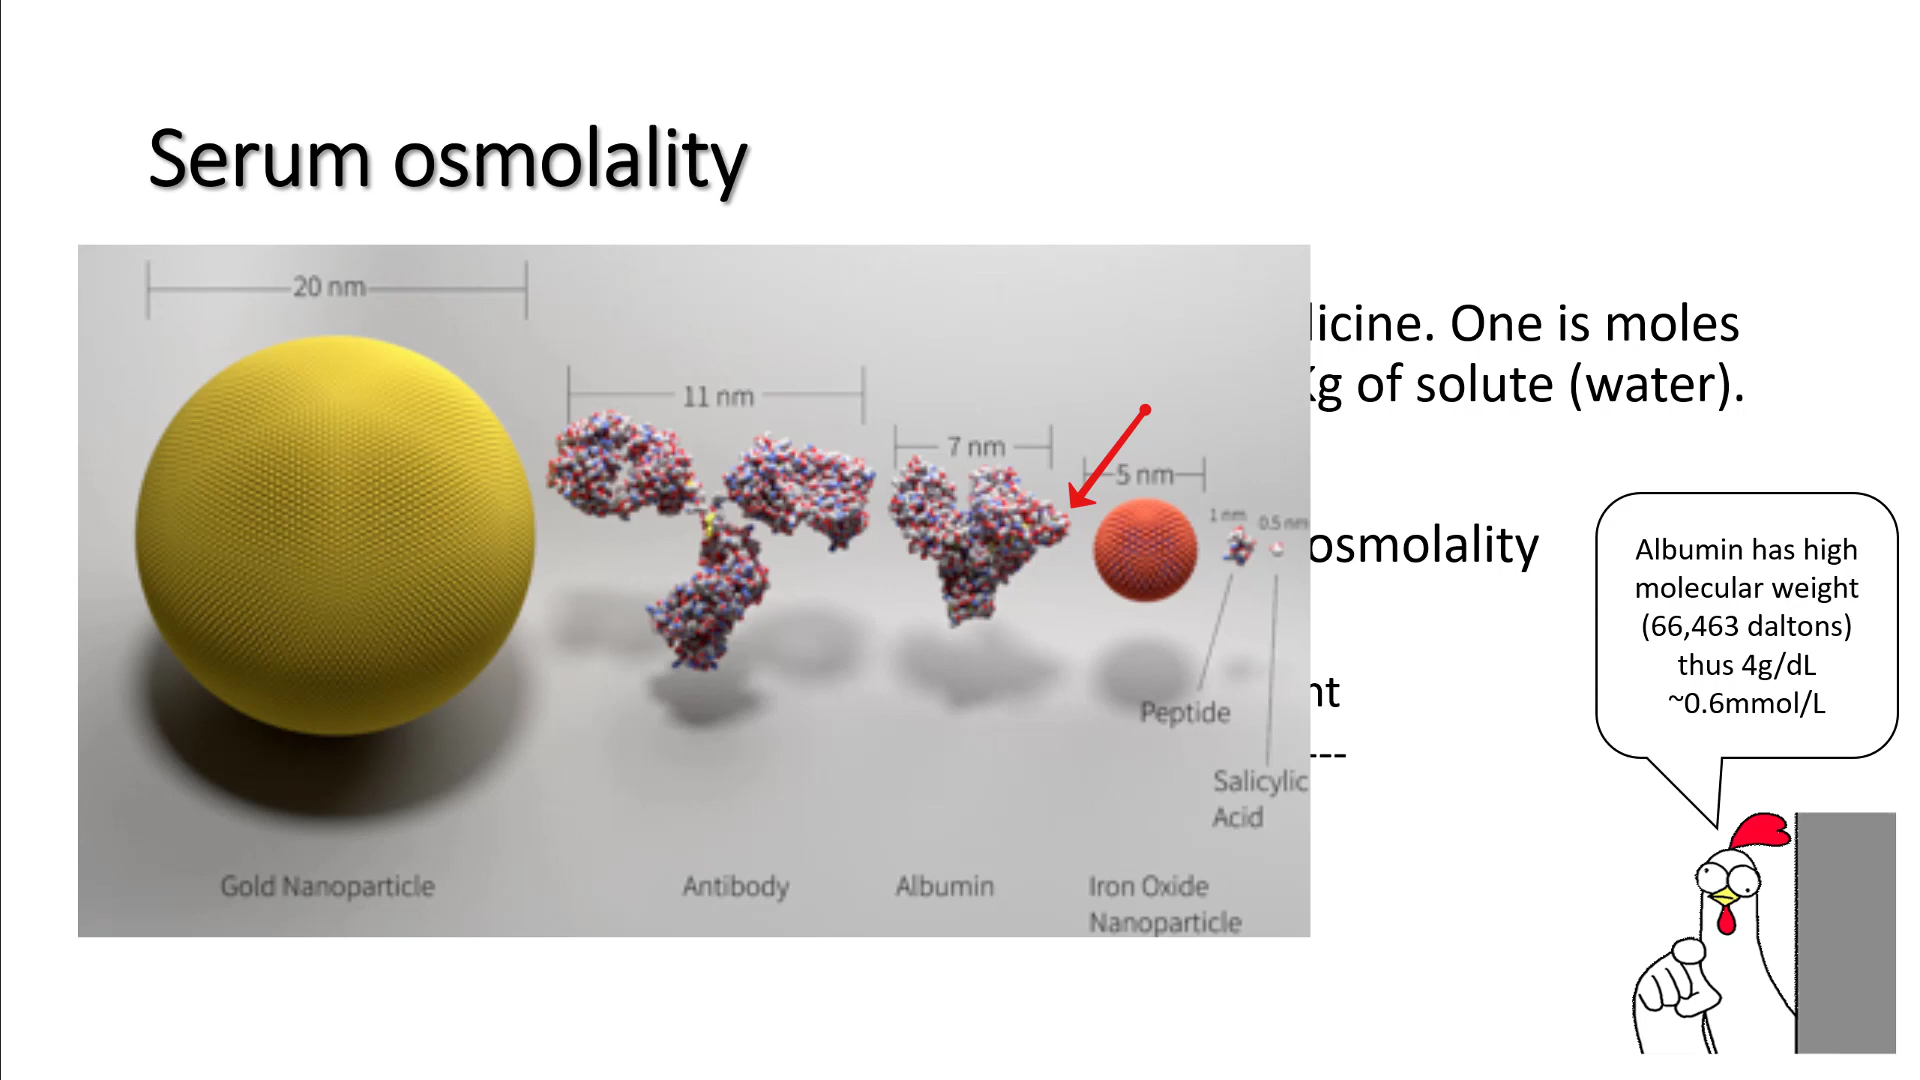 Serum osmolality
20 nm
11 nm
7 nm
5 nm
1 nm
0.5 nm
Peptide
Salicylic
Acid
Gold Nanoparticle
Antibody
Albumin
Iron Oxide
Nanoparticle
licine. One is moles
Kg of solute (water).
osmolality
nt
---
Albumin has high
molecular weight
(66,463 daltons)
thus 4g/dL
~0.6mmol/L